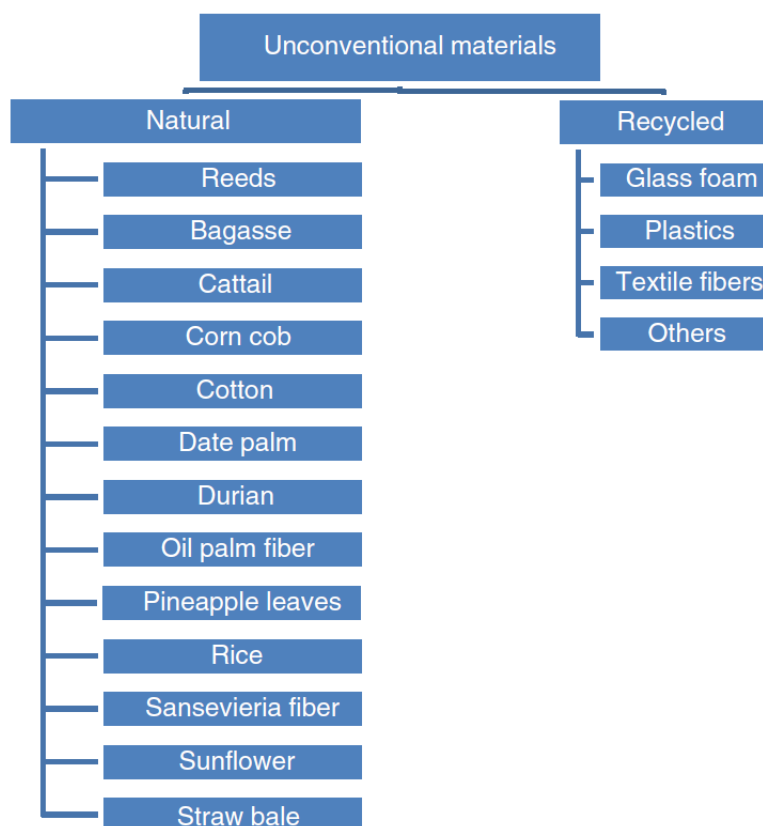 Unconventional materials
Natural
Reeds
Bagasse
Cattail
Corn cob
Cotton
Date palm
Durian
Oil palm fiber
Pineapple leaves
Rice
Sansevieria fiber
Sunflower
Straw bale
Recycled
Glass foam
Plastics
Textile fibers
Others